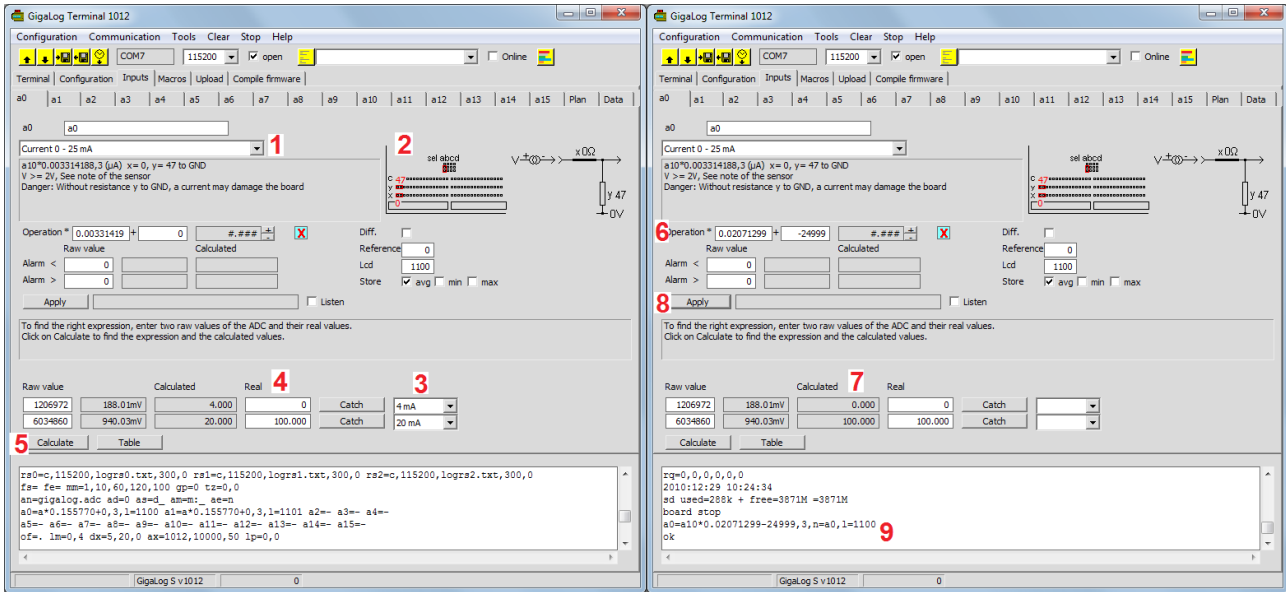 GigaLog Terminal 1012
Configuration Communication Tools Clear Stop Help
COM7 115200 open Online
Terminal Configuration Inputs Macros Upload Compile firmware
a0 a1 a2 a3 a4 a5 a6 a7 a8 a9 a10 a11 a12 a13 a14 a15 Plan Data
a0 a0
Current 0 - 25 mA 1
a10*0.003314188,3 (µA) x= 0, y= 47 to GND
V >= 2V, See note of the sensor
Danger: Without resistance y to GND, a current may damage the board
2
sel abcd
c 47
y
x
0
V + - x 0Ω
y 47
0V
Operation * 0.00331419 + 0 #.### + - X Diff.
Raw value Calculated Reference 0
Alarm < 0 Lcd 1100
Alarm > 0 Store avg min max
Apply Listen
To find the right expression, enter two raw values of the ADC and their real values.
Click on Calculate to find the expression and the calculated values.
4 3
Raw value Calculated Real
1206972 188.01mV 4.000 0 Catch 4 mA
6034860 940.03mV 20.000 100.000 Catch 20 mA
5 Calculate Table
rs0=c,115200,logrs0.txt,300,0 rs1=c,115200,logrs1.txt,300,0 rs2=c,115200,logrs2.txt,300,0
fs= fe= mm=1,10,60,120,100 gp=0 tz=0,0
an=gigalog.adc ad=0 as=d_ am=m:_ ae=n
a0=a*0.155770+0,3,l=1100 a1=a*0.155770+0,3,l=1101 a2=- a3=- a4=-
a5=- a6=- a7=- a8=- a9=- a10=- a11=- a12=- a13=- a14=- a15=-
of=. lm=0,4 dx=5,20,0 ax=1012,10000,50 lp=0,0
GigaLog S v1012 0
GigaLog Terminal 1012
Configuration Communication Tools Clear Stop Help
COM7 115200 open Online
Terminal Configuration Inputs Macros Upload Compile firmware
a0 a1 a2 a3 a4 a5 a6 a7 a8 a9 a10 a11 a12 a13 a14 a15 Plan Data
a0 a0
Current 0 - 25 mA
a10*0.003314188,3 (µA) x= 0, y= 47 to GND
V >= 2V, See note of the sensor
Danger: Without resistance y to GND, a current may damage the board
sel abcd
c 47
y
x
0
V + - x 0Ω
y 47
0V
6 Operation * 0.02071299 + -24999 #.### + - X Diff.
Raw value Calculated Reference 0
Alarm < 0 Lcd 1100
Alarm > 0 Store avg min max
8 Apply Listen
To find the right expression, enter two raw values of the ADC and their real values.
Click on Calculate to find the expression and the calculated values.
Raw value Calculated 7 Real
1206972 188.01mV 0.000 0 Catch
6034860 940.03mV 100.000 100.000 Catch
Calculate Table
rq=0,0,0,0,0,0
2010:12:29 10:24:34
sd used=288k + free=3871M =3871M
board stop
a0=a10*0.02071299-24999,3,n=a0,l=1100 9
ok
GigaLog S v1012 0